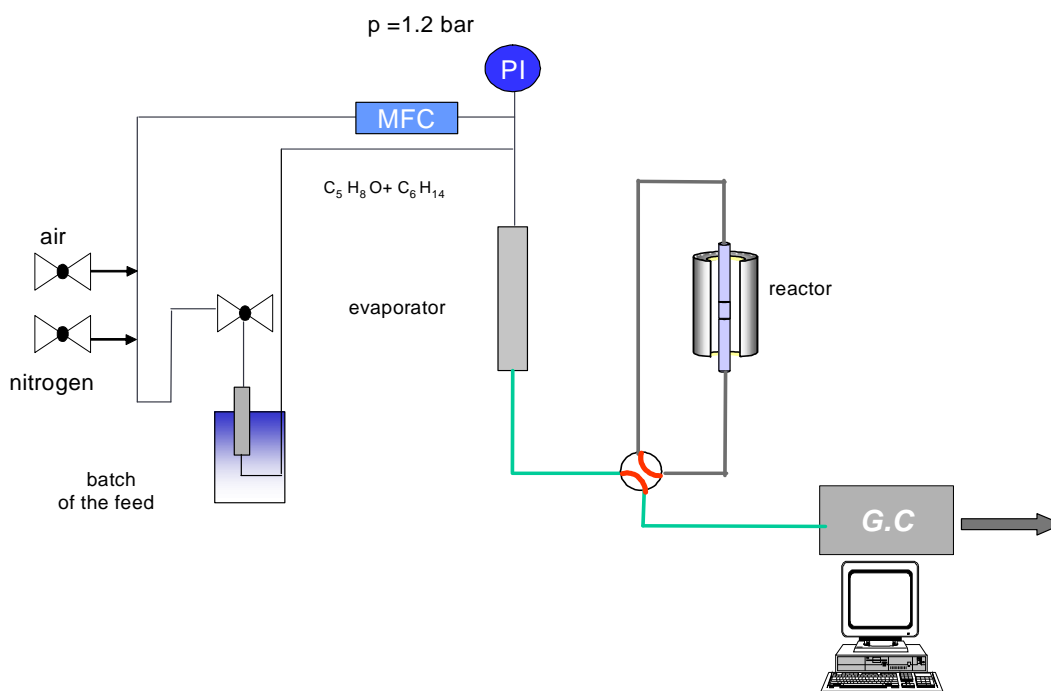 p =1.2 bar
PI
MFC
C₅ H₈ O+ C₆ H₁₄
air
evaporator
reactor
nitrogen
batch
of the feed
G.C